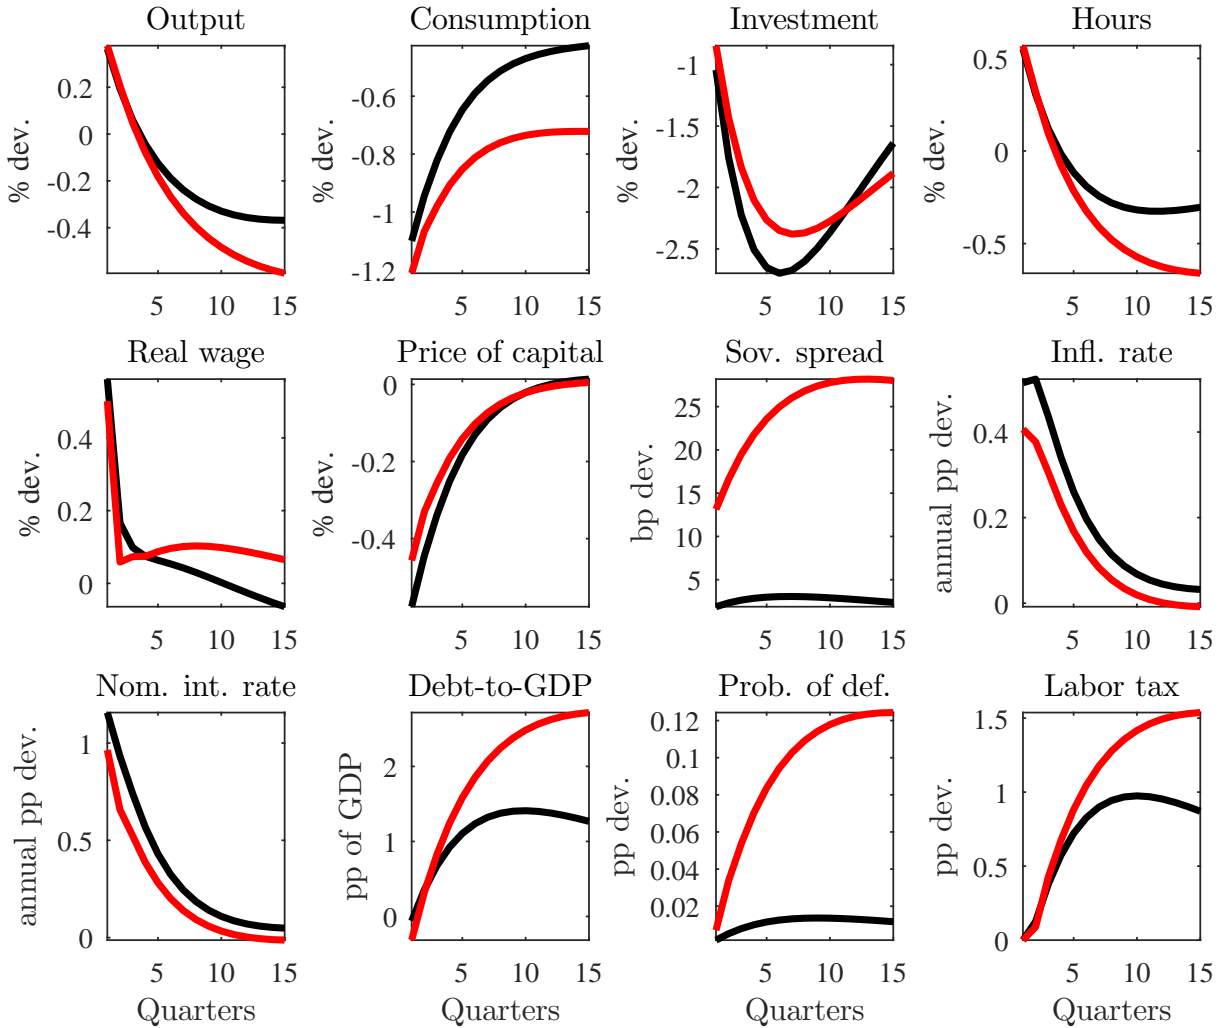 Output Consumption Investment Hours
% dev. 0.2 0 -0.2 -0.4 5 10 15
% dev. -0.6 -0.8 -1 -1.2 5 10 15
% dev. -1 -1.5 -2 -2.5 5 10 15
% dev. 0.5 0 -0.5 5 10 15
Real wage Price of capital Sov. spread Infl. rate
% dev. 0.4 0.2 0 5 10 15
% dev. 0 -0.2 -0.4 5 10 15
bp dev. 25 20 15 10 5 5 10 15
annual pp dev. 0.4 0.2 0 5 10 15
Nom. int. rate Debt-to-GDP Prob. of def. Labor tax
annual pp dev. 1 0.5 0 5 10 15
pp of GDP 2 1 0 5 10 15
pp dev. 0.12 0.1 0.08 0.06 0.04 0.02 5 10 15
pp dev. 1.5 1 0.5 0 5 10 15
Quarters Quarters Quarters Quarters